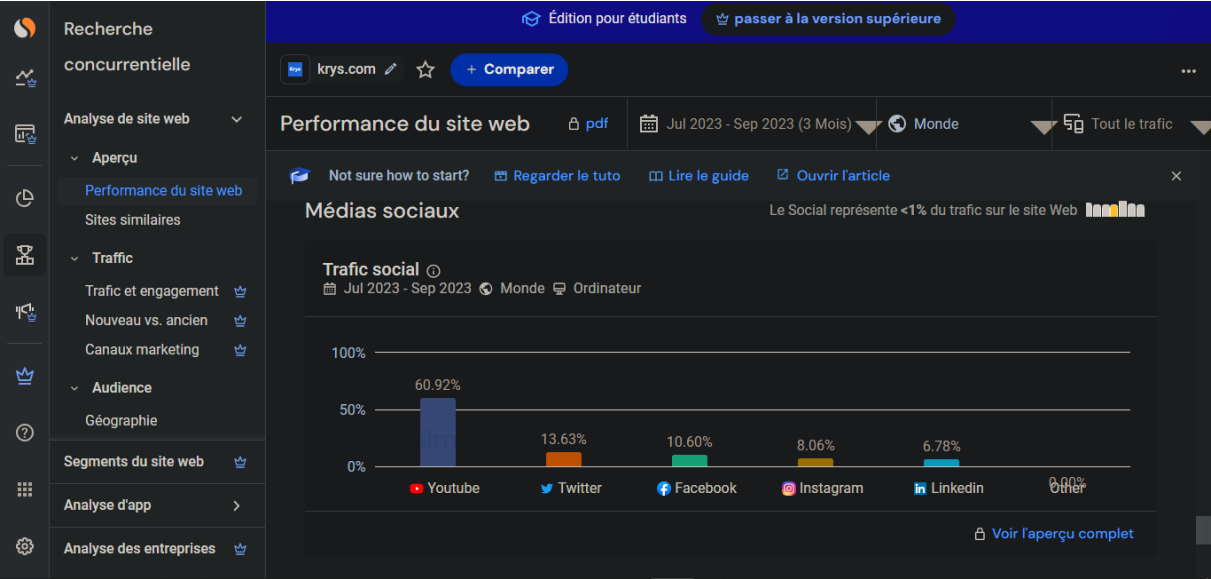 Édition pour étudiants
passer à la version supérieure
Recherche
concurrentielle
krys.com
+ Comparer
Analyse de site web
Aperçu
Performance du site web
Sites similaires
Traffic
Trafic et engagement
Nouveau vs. ancien
Canaux marketing
Audience
Géographie
Segments du site web
Analyse d'app
Analyse des entreprises
Performance du site web
pdf
Jul 2023 - Sep 2023 (3 Mois)
Monde
Tout le trafic
Not sure how to start?
Regarder le tuto
Lire le guide
Ouvrir l'article
Médias sociaux
Le Social représente <1% du trafic sur le site Web
Trafic social
Jul 2023 - Sep 2023 Monde Ordinateur
100%
50%
0%
60.92%
13.63%
10.60%
8.06%
6.78%
0.00%
Youtube
Twitter
Facebook
Instagram
Linkedin
Other
Voir l'aperçu complet